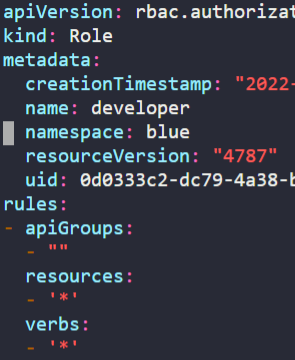 apiVersion: rbac.authorizat
kind: Role
metadata:
  creationTimestamp: "2022-
  name: developer
  namespace: blue
  resourceVersion: "4787"
  uid: 0d0333c2-dc79-4a38-b
rules:
- apiGroups:
  - ""
  resources:
  - '*'
  verbs:
  - '*'